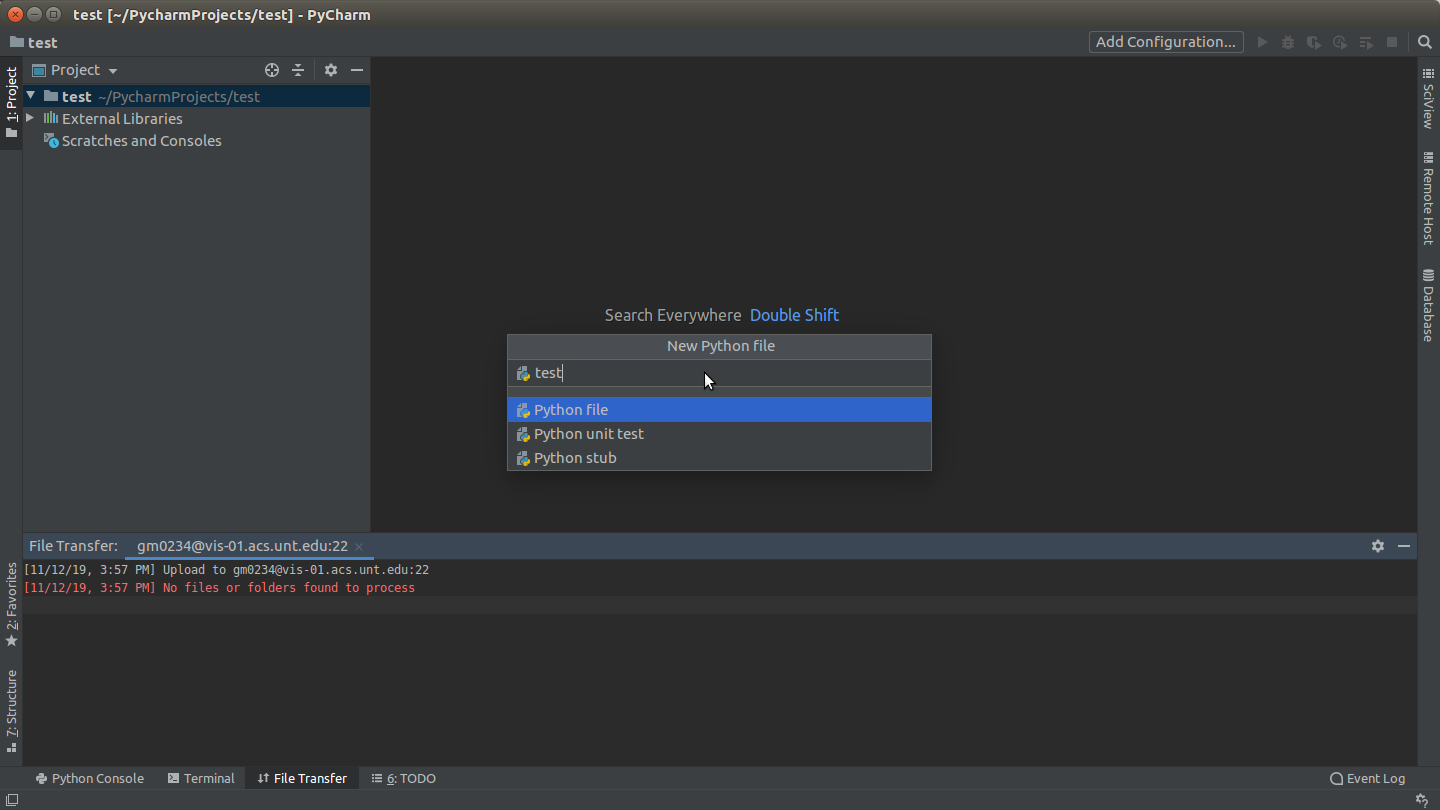 test [~/PycharmProjects/test] - PyCharm
test
Add Configuration...
Project
test ~/PycharmProjects/test
External Libraries
Scratches and Consoles
1: Project
2: Favorites
7: Structure
Search Everywhere Double Shift
New Python file
test
Python file
Python unit test
Python stub
SciView
Remote Host
Database
File Transfer: gm0234@vis-01.acs.unt.edu:22
[11/12/19, 3:57 PM] Upload to gm0234@vis-01.acs.unt.edu:22
[11/12/19, 3:57 PM] No files or folders found to process
Python Console Terminal File Transfer 6: TODO Event Log